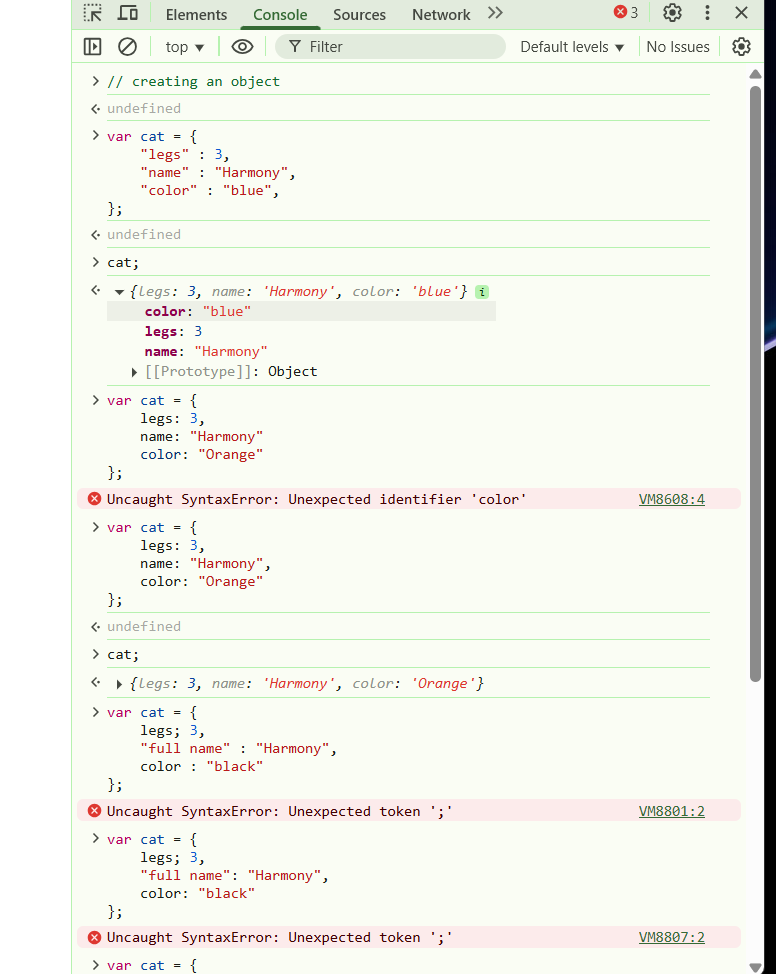 Elements Console Sources Network 3
top Filter Default levels No Issues
// creating an object
undefined
var cat = {
"legs" : 3,
"name" : "Harmony",
"color" : "blue",
};
undefined
cat;
{legs: 3, name: 'Harmony', color: 'blue'} i
color: "blue"
legs: 3
name: "Harmony"
[[Prototype]]: Object
var cat = {
legs: 3,
name: "Harmony"
color: "Orange"
};
Uncaught SyntaxError: Unexpected identifier 'color' VM8608:4
var cat = {
legs: 3,
name: "Harmony",
color: "Orange"
};
undefined
cat;
{legs: 3, name: 'Harmony', color: 'Orange'}
var cat = {
legs; 3,
"full name" : "Harmony",
color : "black"
};
Uncaught SyntaxError: Unexpected token ';' VM8801:2
var cat = {
legs; 3,
"full name": "Harmony",
color: "black"
};
Uncaught SyntaxError: Unexpected token ';' VM8807:2
var cat = {